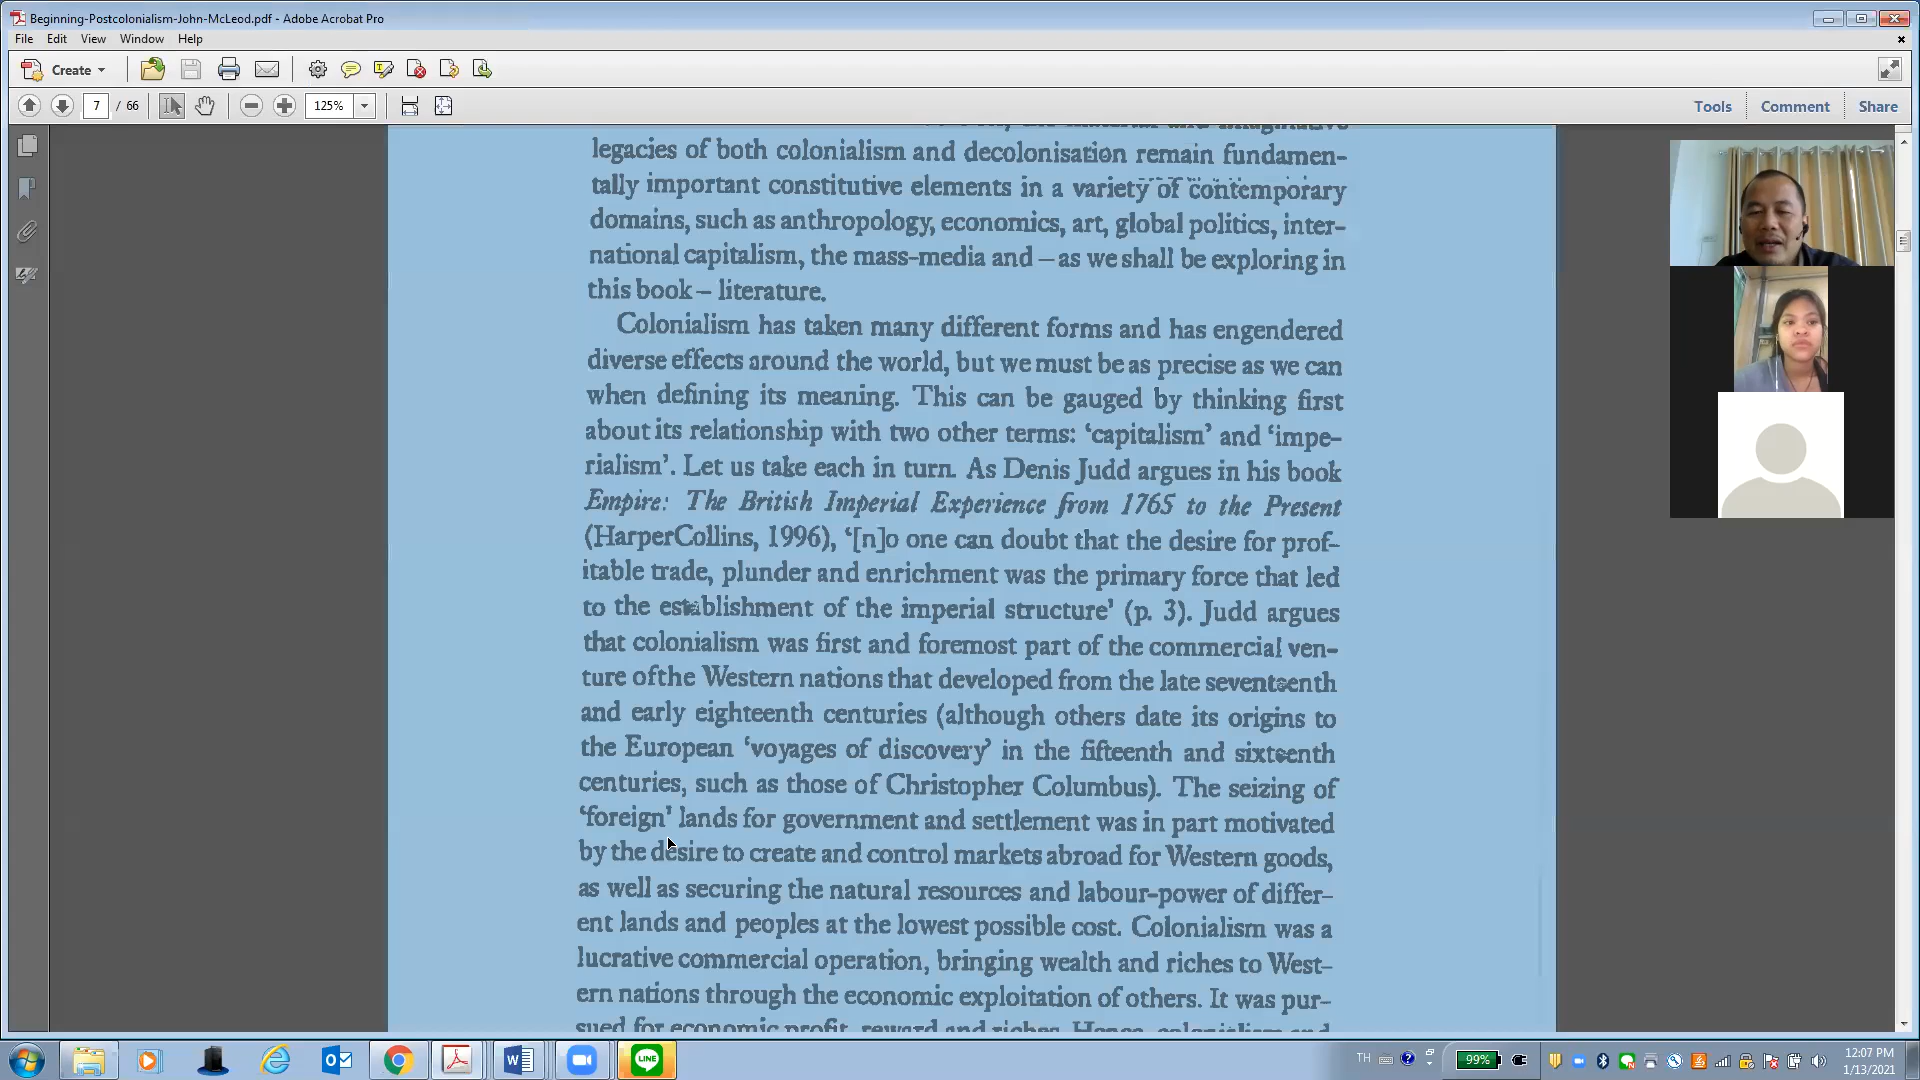 Beginning-Postcolonialism-John-McLeod.pdf - Adobe Acrobat Pro
File Edit View Window Help
Create
7 / 66 125% Tools Comment Share
legacies of both colonialism and decolonisation remain fundamen-
tally important constitutive elements in a variety of contemporary
domains, such as anthropology, economics, art, global politics, inter-
national capitalism, the mass-media and – as we shall be exploring in
this book – literature.
Colonialism has taken many different forms and has engendered
diverse effects around the world, but we must be as precise as we can
when defining its meaning. This can be gauged by thinking first
about its relationship with two other terms: ‘capitalism’ and ‘impe-
rialism’. Let us take each in turn. As Denis Judd argues in his book
Empire: The British Imperial Experience from 1765 to the Present
(HarperCollins, 1996), ‘[n]o one can doubt that the desire for prof-
itable trade, plunder and enrichment was the primary force that led
to the establishment of the imperial structure’ (p. 3). Judd argues
that colonialism was first and foremost part of the commercial ven-
ture ofthe Western nations that developed from the late seventeenth
and early eighteenth centuries (although others date its origins to
the European ‘voyages of discovery’ in the fifteenth and sixteenth
centuries, such as those of Christopher Columbus). The seizing of
‘foreign’ lands for government and settlement was in part motivated
by the desire to create and control markets abroad for Western goods,
as well as securing the natural resources and labour-power of differ-
ent lands and peoples at the lowest possible cost. Colonialism was a
lucrative commercial operation, bringing wealth and riches to West-
ern nations through the economic exploitation of others. It was pur-
sued for economic profit, reward and riches. Hence, colonialism and
TH 99% 12:07 PM
1/13/2021
LINE